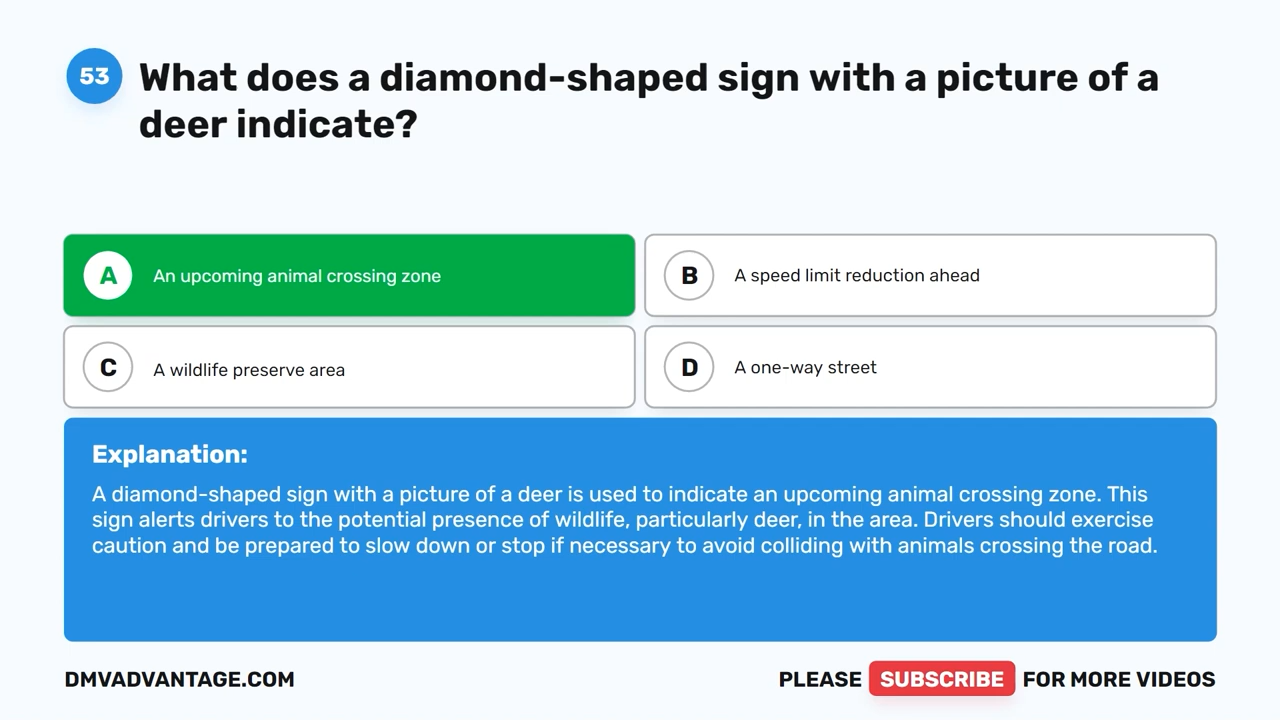 53
What does a diamond-shaped sign with a picture of a
deer indicate?
A An upcoming animal crossing zone
B A speed limit reduction ahead
C A wildlife preserve area
D A one-way street
Explanation:
A diamond-shaped sign with a picture of a deer is used to indicate an upcoming animal crossing zone. This
sign alerts drivers to the potential presence of wildlife, particularly deer, in the area. Drivers should exercise
caution and be prepared to slow down or stop if necessary to avoid colliding with animals crossing the road.
DMVADVANTAGE.COM
PLEASE SUBSCRIBE FOR MORE VIDEOS